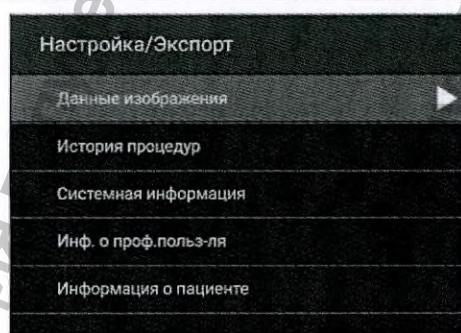 Настройка/Экспорт
Данные изображения
История процедур
Системная информация
Инф. о проф.польз-ля
Информация о пациенте